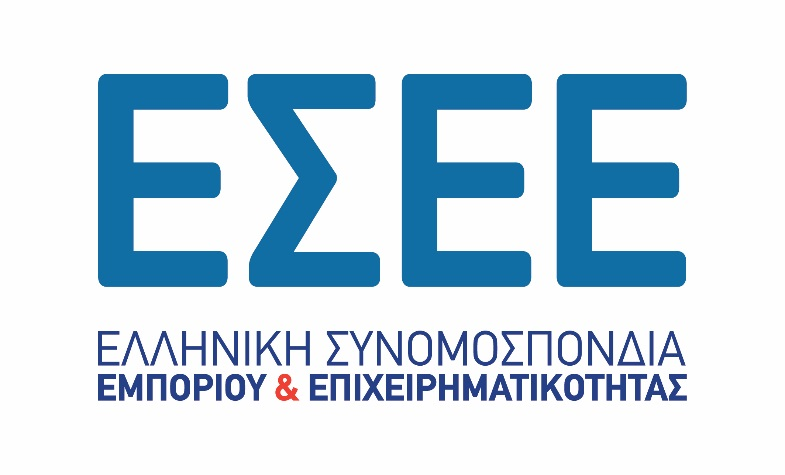 ΕΣΕΕ
ΕΛΛΗΝΙΚΗ ΣΥΝΟΜΟΣΠΟΝΔΙΑ
ΕΜΠΟΡΙΟΥ & ΕΠΙΧΕΙΡΗΜΑΤΙΚΟΤΗΤΑΣ